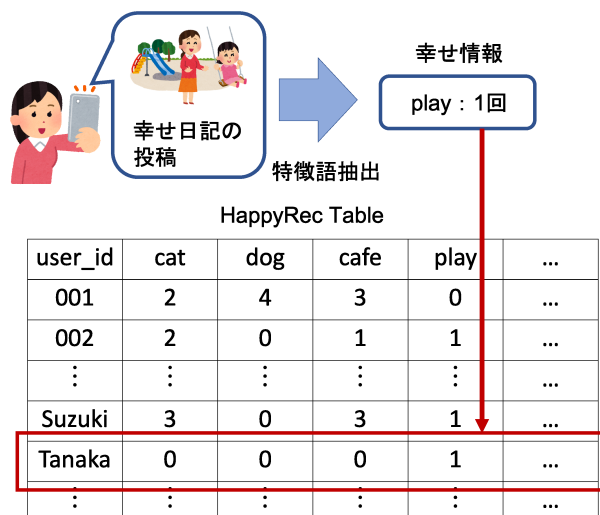 幸せ日記の
投稿
特徴語抽出
幸せ情報
play：1回
HappyRec Table
user_id cat dog cafe play ...
001 2 4 3 0 ...
002 2 0 1 1 ...
⋮ ⋮ ⋮ ⋮ ⋮ ...
Suzuki 3 0 3 1 ...
Tanaka 0 0 0 1 ...
⋮ ⋮ ⋮ ⋮ ⋮ ...